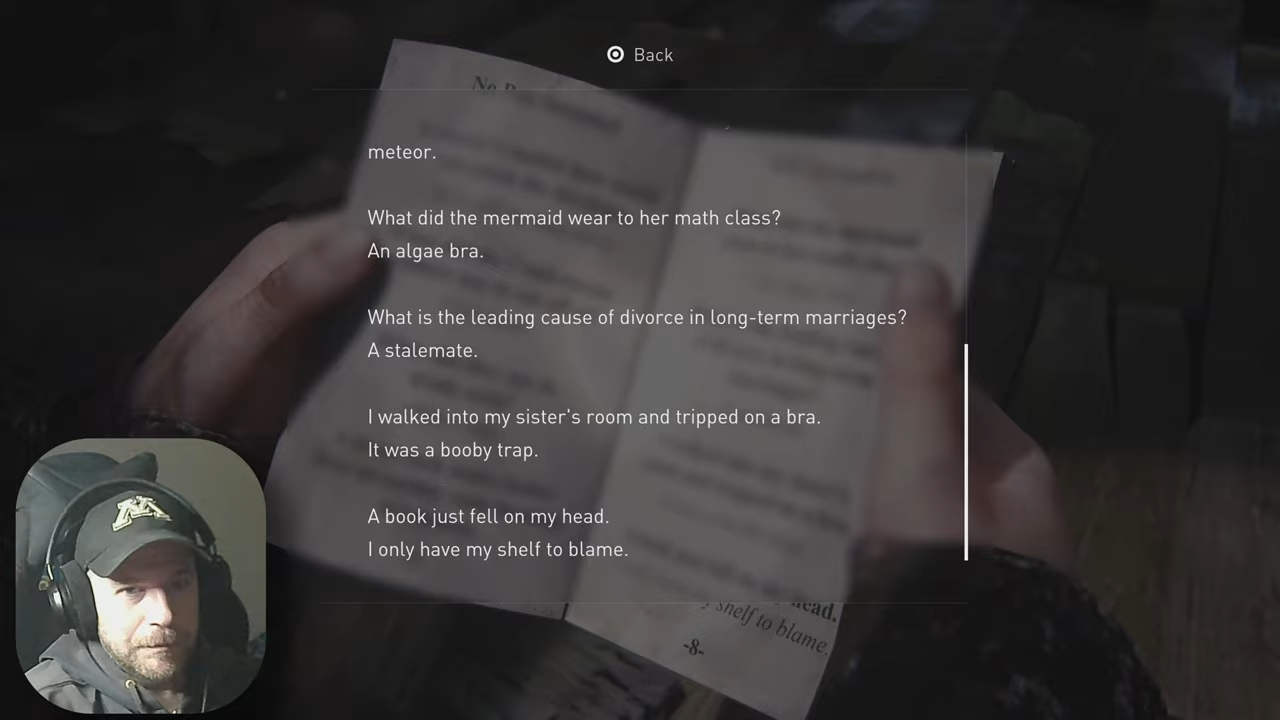 Back
meteor.
What did the mermaid wear to her math class?
An algae bra.
What is the leading cause of divorce in long-term marriages?
A stalemate.
I walked into my sister's room and tripped on a bra.
It was a booby trap.
A book just fell on my head.
I only have my shelf to blame.
head.
shelf to blame.
-8-
M